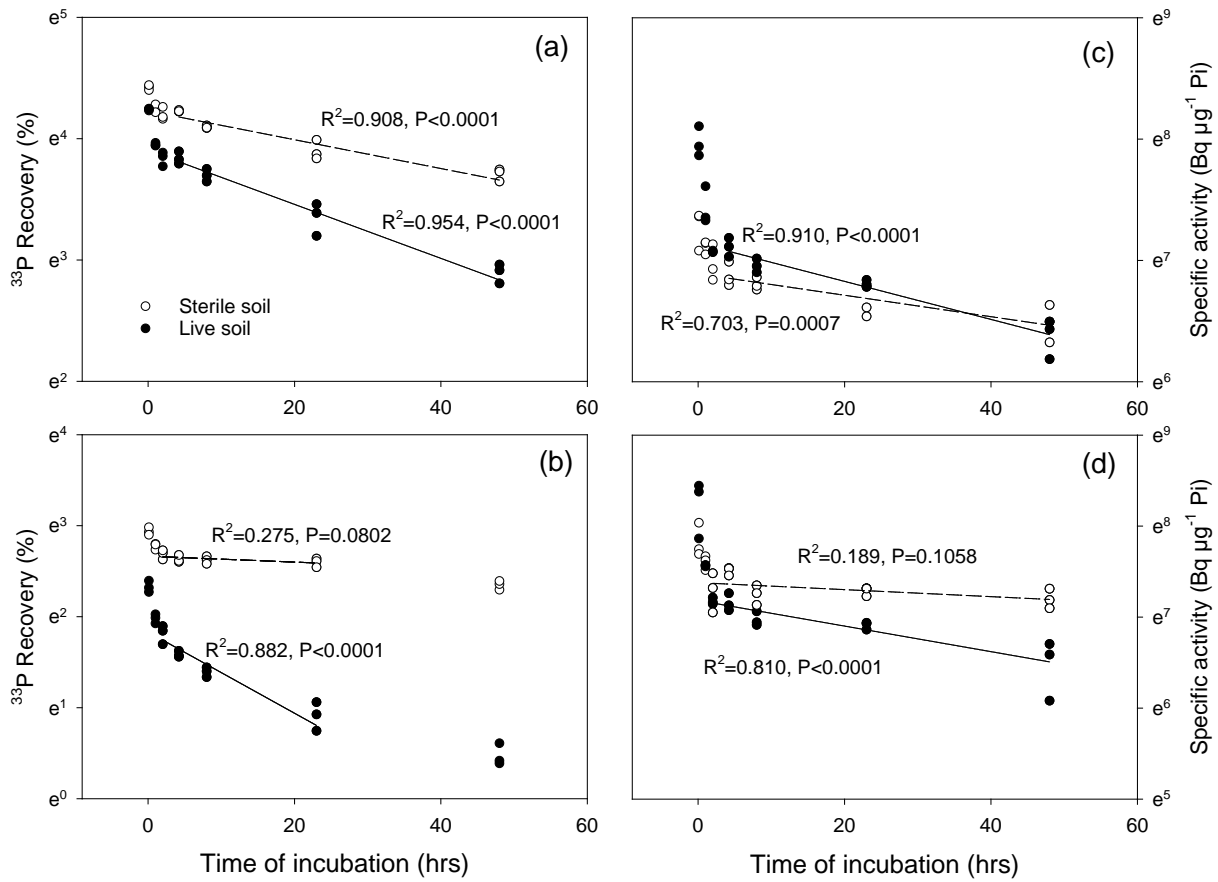 (a)
e⁵
e⁴
e³
e²
³³P Recovery (%)
R²=0.908, P<0.0001
R²=0.954, P<0.0001
Sterile soil
Live soil
0 20 40 60
(c)
e⁹
e⁸
e⁷
e⁶
Specific activity (Bq µg⁻¹ Pi)
R²=0.910, P<0.0001
R²=0.703, P=0.0007
0 20 40 60
(b)
e⁴
e³
e²
e¹
e⁰
³³P Recovery (%)
R²=0.275, P=0.0802
R²=0.882, P<0.0001
0 20 40 60
Time of incubation (hrs)
(d)
e⁹
e⁸
e⁷
e⁶
e⁵
Specific activity (Bq µg⁻¹ Pi)
R²=0.189, P=0.1058
R²=0.810, P<0.0001
0 20 40 60
Time of incubation (hrs)